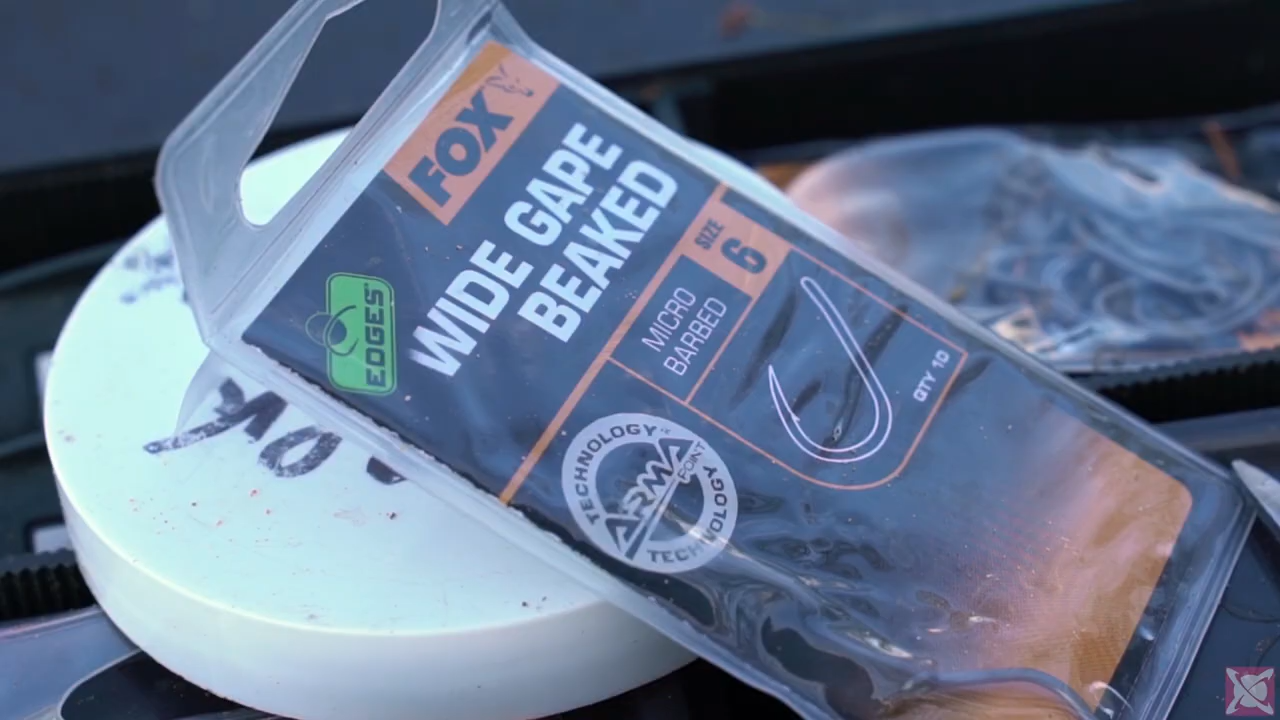 FOX
WIDE GAPE
BEAKED
EDGES
SIZE
6
MICRO
BARBED
QTY 10
TECHNOLOGY
ARMA
POINT
TECHNOLOGY